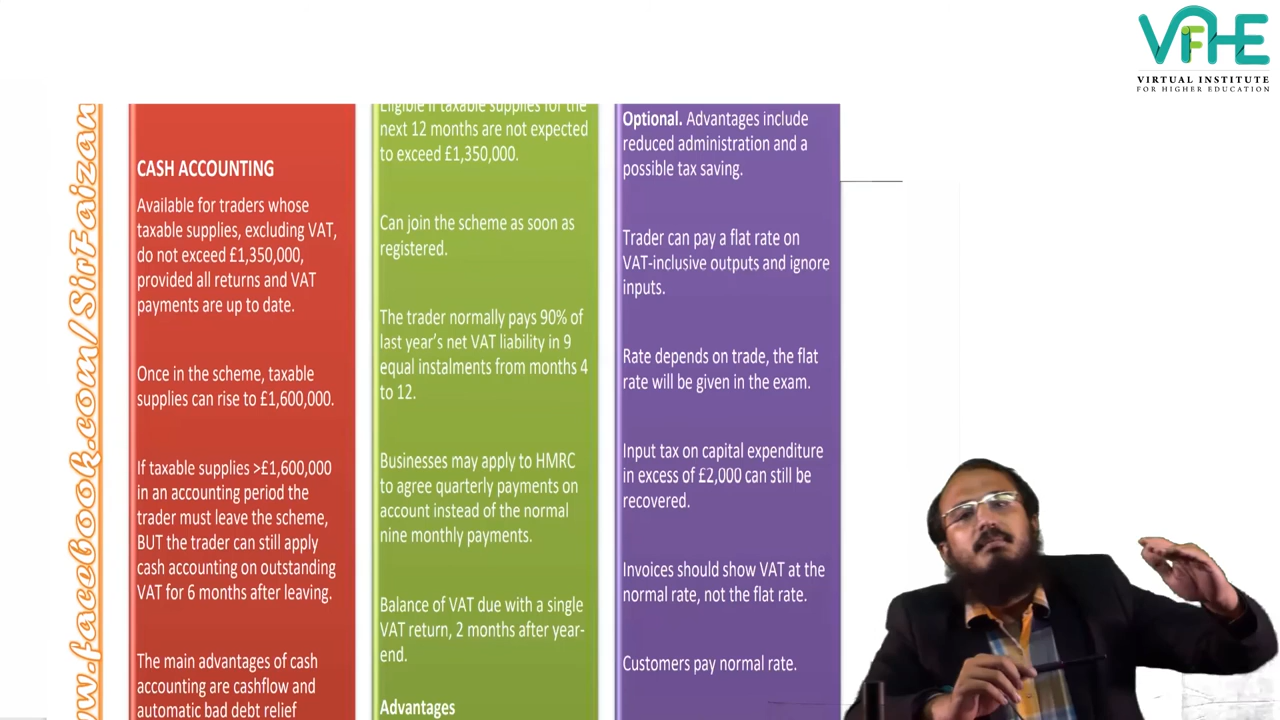 VFHE
VIRTUAL INSTITUTE
FOR HIGHER EDUCATION
ww.facebook.com/SirFaizan
CASH ACCOUNTING
Available for traders whose
taxable supplies, excluding VAT,
do not exceed £1,350,000,
provided all returns and VAT
payments are up to date.
Once in the scheme, taxable
supplies can rise to £1,600,000.
If taxable supplies >£1,600,000
in an accounting period the
trader must leave the scheme,
BUT the trader can still apply
cash accounting on outstanding
VAT for 6 months after leaving.
The main advantages of cash
accounting are cashflow and
automatic bad debt relief
Eligible if taxable supplies for the
next 12 months are not expected
to exceed £1,350,000.
Can join the scheme as soon as
registered.
The trader normally pays 90% of
last year's net VAT liability in 9
equal instalments from months 4
to 12.
Businesses may apply to HMRC
to agree quarterly payments on
account instead of the normal
nine monthly payments.
Balance of VAT due with a single
VAT return, 2 months after year-
end.
Advantages
Optional. Advantages include
reduced administration and a
possible tax saving.
Trader can pay a flat rate on
VAT-inclusive outputs and ignore
inputs.
Rate depends on trade, the flat
rate will be given in the exam.
Input tax on capital expenditure
in excess of £2,000 can still be
recovered.
Invoices should show VAT at the
normal rate, not the flat rate.
Customers pay normal rate.